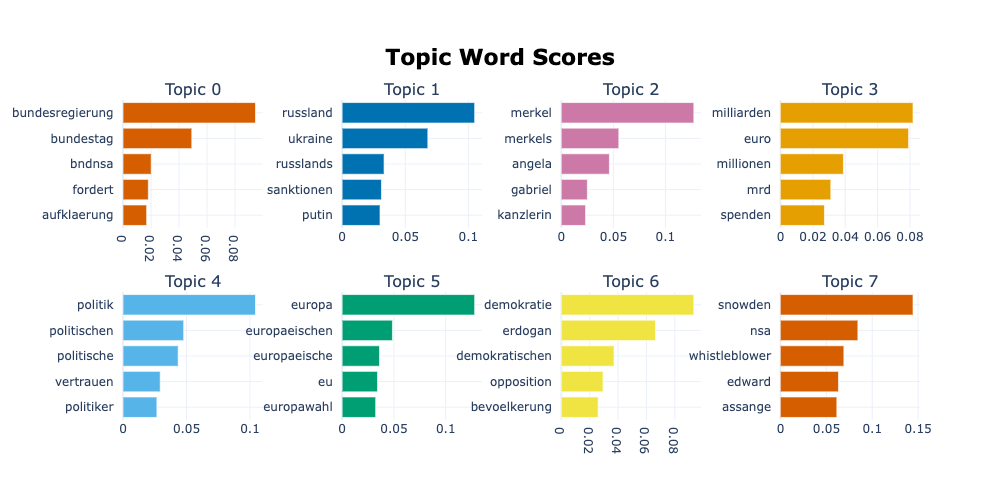 Topic Word Scores
Topic 0
bundesregierung
bundestag
bndnsa
fordert
aufklaerung
0
0.02
0.04
0.06
0.08
Topic 1
russland
ukraine
russlands
sanktionen
putin
0 0.05 0.1
Topic 2
merkel
merkels
angela
gabriel
kanzlerin
0 0.05 0.1
Topic 3
milliarden
euro
millionen
mrd
spenden
0 0.02 0.04 0.06 0.08
Topic 4
politik
politischen
politische
vertrauen
politiker
0 0.05 0.1
Topic 5
europa
europaeischen
europaeische
eu
europawahl
0 0.05 0.1
Topic 6
demokratie
erdogan
demokratischen
opposition
bevoelkerung
0
0.02
0.04
0.06
0.08
Topic 7
snowden
nsa
whistleblower
edward
assange
0 0.05 0.1 0.15